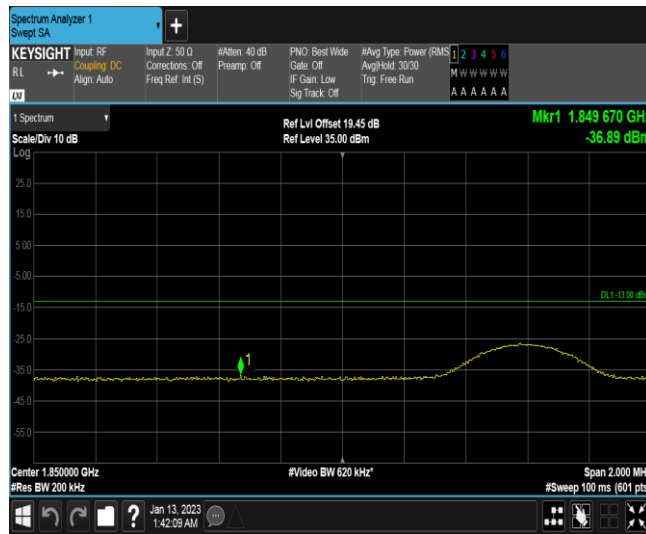 Spectrum Analyzer 1
Swept SA
+
KEYSIGHT
RL
LXI
Input: RF
Coupling: DC
Align: Auto
Input Z: 50 Ω
Corrections: Off
Freq Ref: Int (S)
#Atten: 40 dB
Preamp: Off
PNO: Best Wide
Gate: Off
IF Gain: Low
Sig Track: Off
#Avg Type: Power (RMS
Avg|Hold: 30/30
Trig: Free Run
1 2 3 4 5 6
M W W W W W
A A A A A A
1 Spectrum
Scale/Div 10 dB
Log
Ref Lvl Offset 19.45 dB
Ref Level 35.00 dBm
Mkr1 1.849 670 GHz
-36.89 dBm
25.0
15.0
5.00
-5.00
-15.0
-25.0
-35.0
-45.0
-55.0
DL1 -13.00 dBm
1
Center 1.850000 GHz
#Res BW 200 kHz
#Video BW 620 kHz*
Span 2.000 MH
#Sweep 100 ms (601 pts
?
Jan 13, 2023
1:42:09 AM